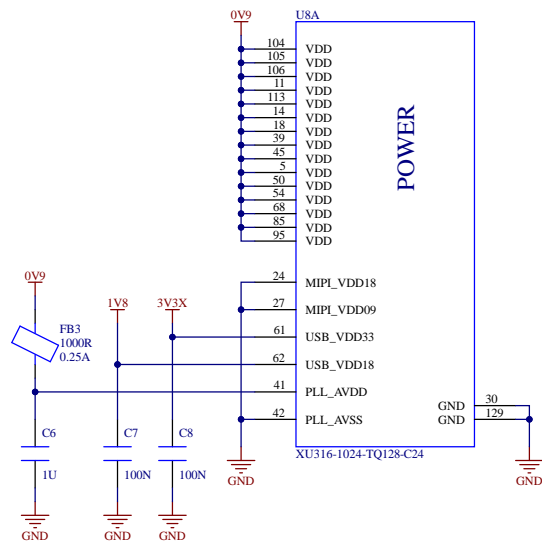 0V9
U8A
104 VDD
105 VDD
106 VDD
11 VDD
113 VDD
14 VDD
18 VDD
39 VDD
45 VDD
5 VDD
50 VDD
54 VDD
68 VDD
85 VDD
95 VDD
POWER
24 MIPI_VDD18
27 MIPI_VDD09
61 USB_VDD33
62 USB_VDD18
41 PLL_AVDD
42 PLL_AVSS
GND 30
GND 129
XU316-1024-TQ128-C24
0V9
1V8
3V3X
FB3
1000R
0.25A
C6
1U
C7
100N
C8
100N
GND
GND
GND
GND
GND